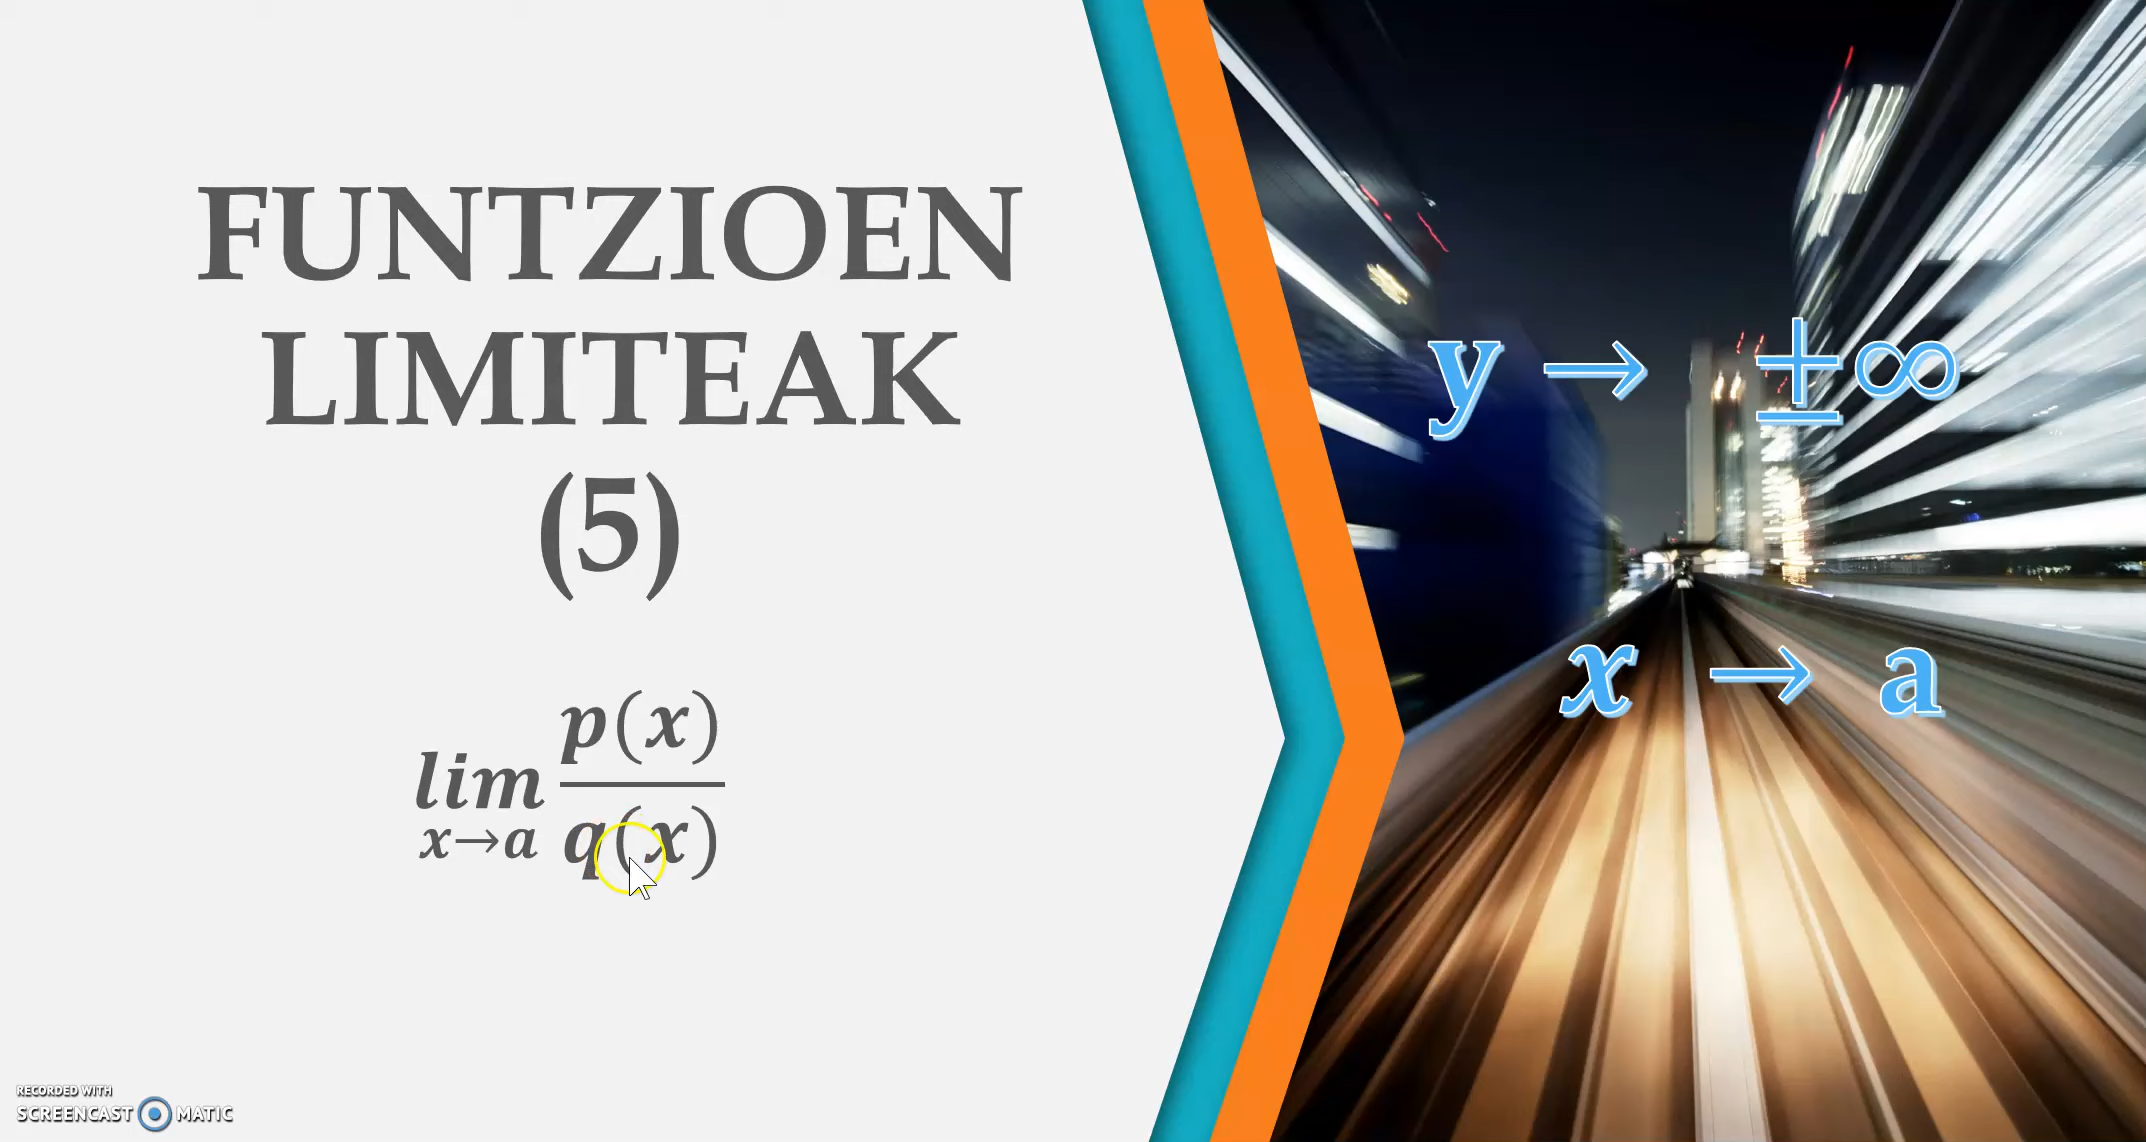 FUNTZIOEN
LIMITEAK
(5)
lim p(x)
x→a q(x)
y → ±∞
x → a
RECORDED WITH
SCREENCAST MATIC